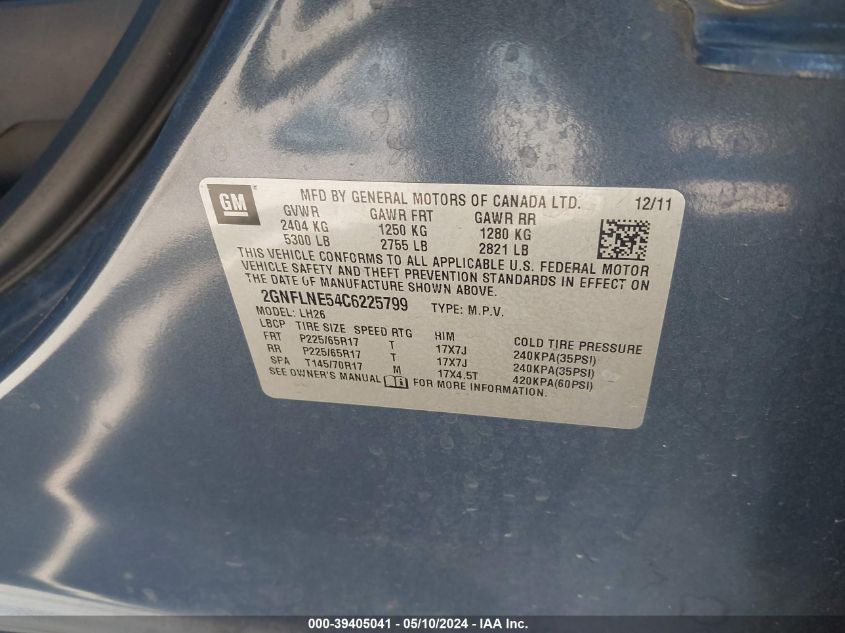 GM
MFD BY GENERAL MOTORS OF CANADA LTD. 12/11
GVWR GAWR FRT GAWR RR
2404 KG 1250 KG 1280 KG
5300 LB 2755 LB 2821 LB
THIS VEHICLE CONFORMS TO ALL APPLICABLE U.S. FEDERAL MOTOR
VEHICLE SAFETY AND THEFT PREVENTION STANDARDS IN EFFECT ON
THE DATE OF MANUFACTURE SHOWN ABOVE.
2GNFLNE54C6225799 TYPE: M.P.V.
MODEL: LH26
LBCP TIRE SIZE SPEED RTG HIM COLD TIRE PRESSURE
FRT P225/65R17 T 17X7J 240KPA(35PSI)
RR P225/65R17 T 17X7J 240KPA(35PSI)
SPA T145/70R17 M 17X4.5T 420KPA(60PSI)
SEE OWNER'S MANUAL FOR MORE INFORMATION.
000-39405041 - 05/10/2024 - IAA Inc.